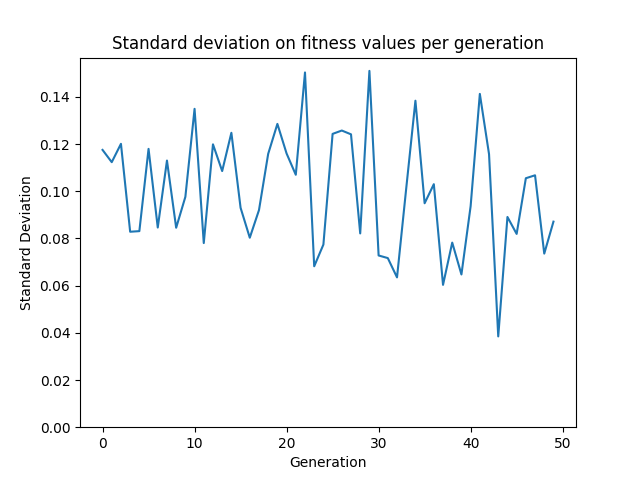 Standard deviation on fitness values per generation
0.14
0.12
0.10
0.08
0.06
0.04
0.02
0.00
Standard Deviation
0 10 20 30 40 50
Generation